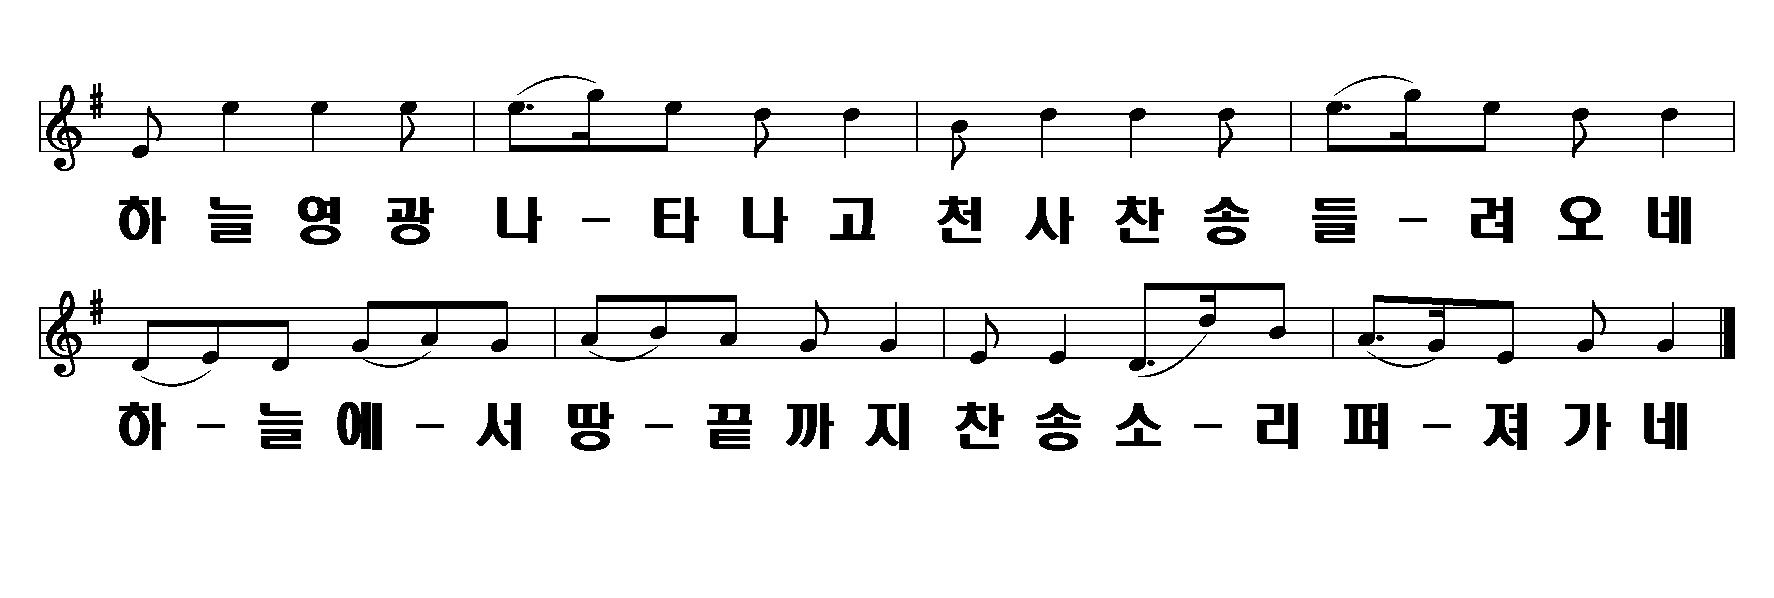 하 늘 영 광 나 - 타 나 고 천 사 찬 송 들 - 려 오 네
하 - 늘 에 - 서 땅 - 끝 까 지 찬 송 소 - 리 퍼 - 져 가 네